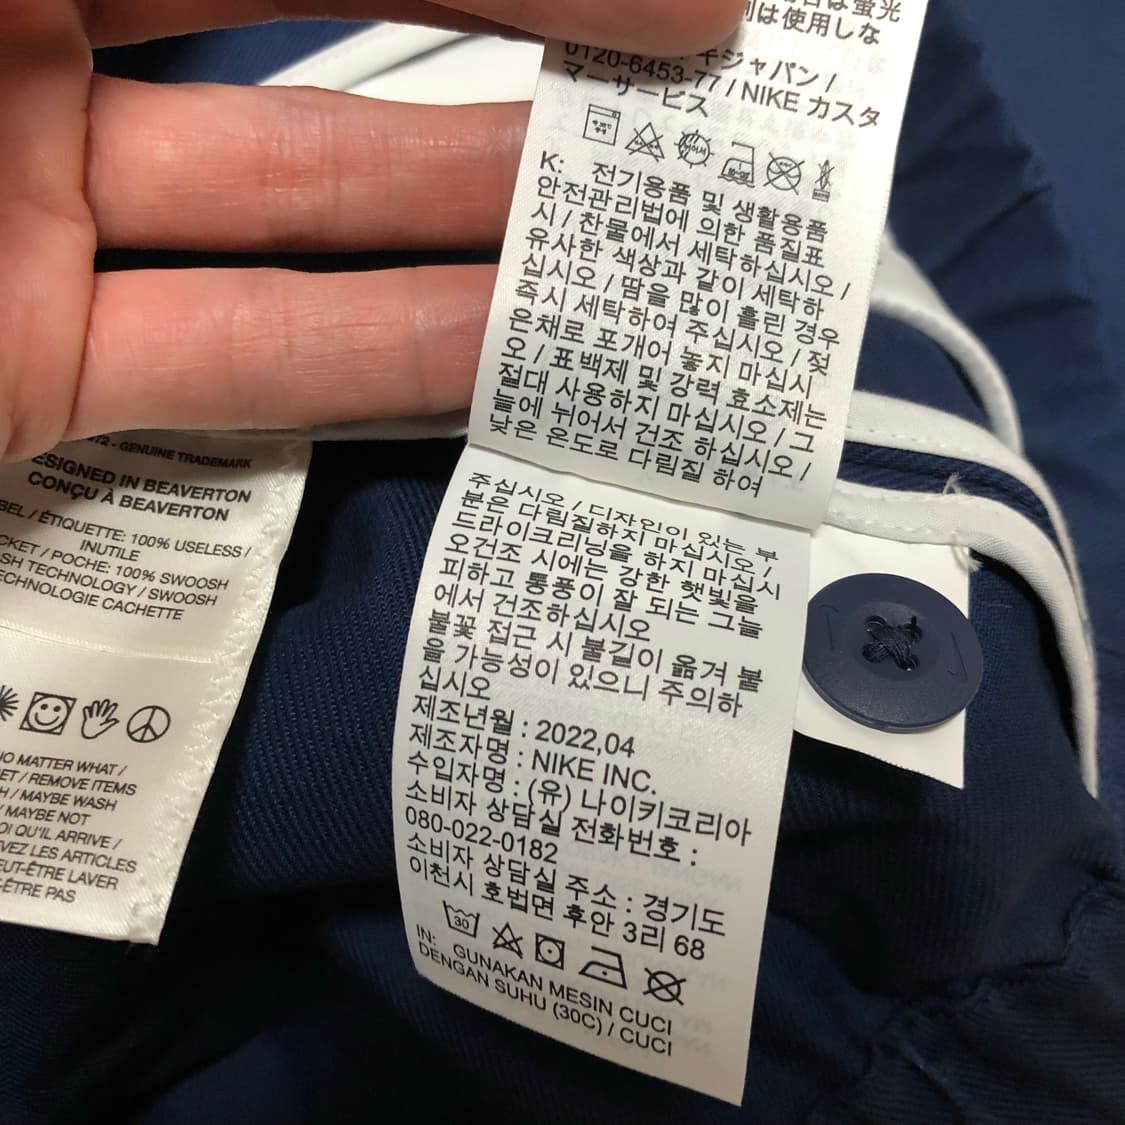 は使用しな
ジャパン /
0120-6453-77 / NIKE カスタ
マーサービス
K: 전기용품 및 생활용품
안전관리법에 의한 품질표
시 / 찬물에서 세탁하십시오 /
유사한 색상과 같이 세탁하
십시오 / 땀을 많이 흘린 경우
즉시 세탁하여 주십시오 / 젖
은채로 포개어 놓지 마십시
오 / 표백제 및 강력 효소제는
절대 사용하지 마십시오 / 그
늘에 뉘어서 건조 하십시오 /
낮은 온도로 다림질 하여
주십시오 / 디자인이 있는 부
분은 다림질하지 마십시오 /
드라이크리닝을 하지 마십시
오건조 시에는 강한 햇빛을
피하고 통풍이 잘 되는 그늘
에서 건조하십시오
불꽃 접근 시 불길이 옮겨 붙
을 가능성이 있으니 주의하
십시오
제조년월 : 2022,04
제조자명 : NIKE INC.
수입자명 : (유) 나이키코리아
소비자 상담실 전화번호 :
080-022-0182
소비자 상담실 주소 : 경기도
이천시 호법면 후안 3리 68
30
IN: GUNAKAN MESIN CUCI
DENGAN SUHU (30C) / CUCI
- GENUINE TRADEMARK
ESIGNED IN BEAVERTON
CONÇU À BEAVERTON
BEL / ÉTIQUETTE: 100% USELESS /
INUTILE
CKET / POCHE: 100% SWOOSH
SH TECHNOLOGY / SWOOSH
ECHNOLOGIE CACHETTE
NO MATTER WHAT /
ET / REMOVE ITEMS
H / MAYBE WASH
/ MAYBE NOT
OI QU'IL ARRIVE /
VEZ LES ARTICLES
EUT-ÊTRE LAVER
-ÊTRE PAS